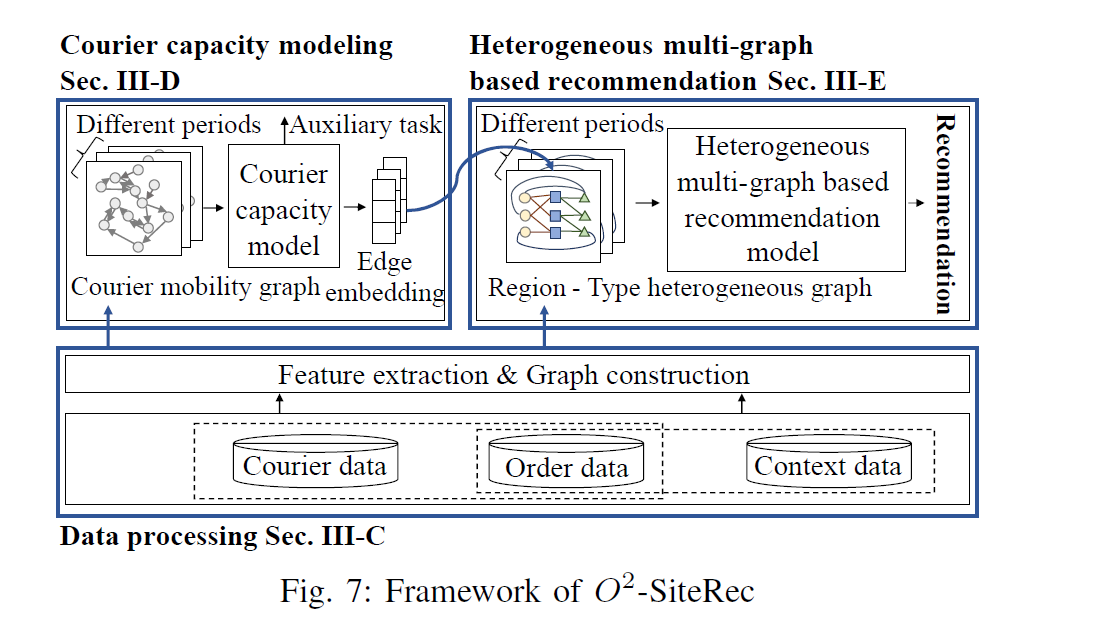 Courier capacity modeling
Sec. III-D
Heterogeneous multi-graph
based recommendation Sec. III-E
Different periods
Auxiliary task
Courier
capacity
model
Edge
embedding
Courier mobility graph
Different periods
Heterogeneous
multi-graph based
recommendation
model
Recommendation
Region - Type heterogeneous graph
Feature extraction & Graph construction
Courier data
Order data
Context data
Data processing Sec. III-C
Fig. 7: Framework of O²-SiteRec